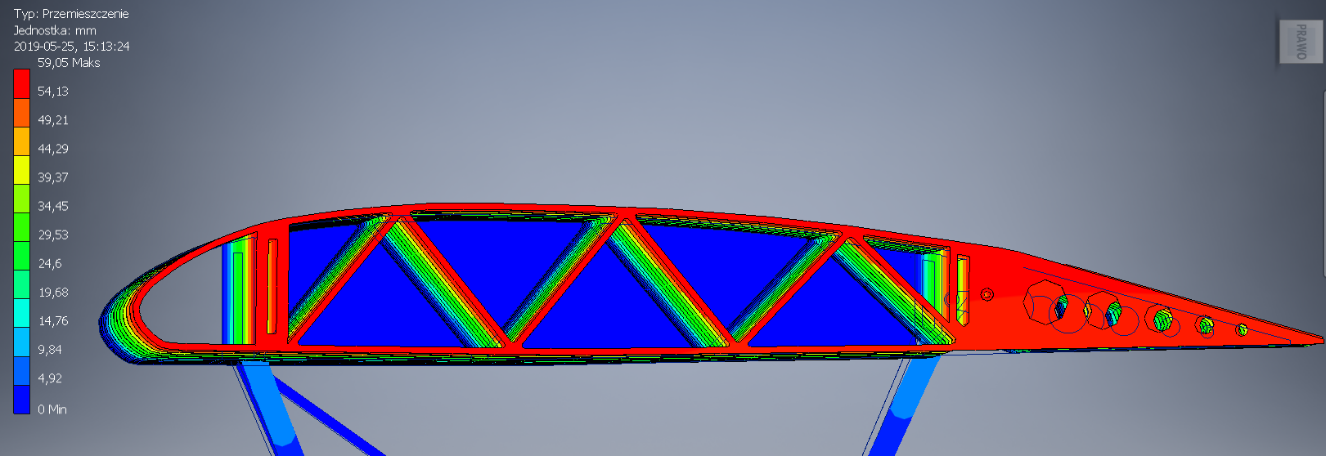 Typ: Przemieszczenie
Jednostka: mm
2019-05-25, 15:13:24
59,05 Maks
54,13
49,21
44,29
39,37
34,45
29,53
24,6
19,68
14,76
9,84
4,92
0 Min
PRAWO